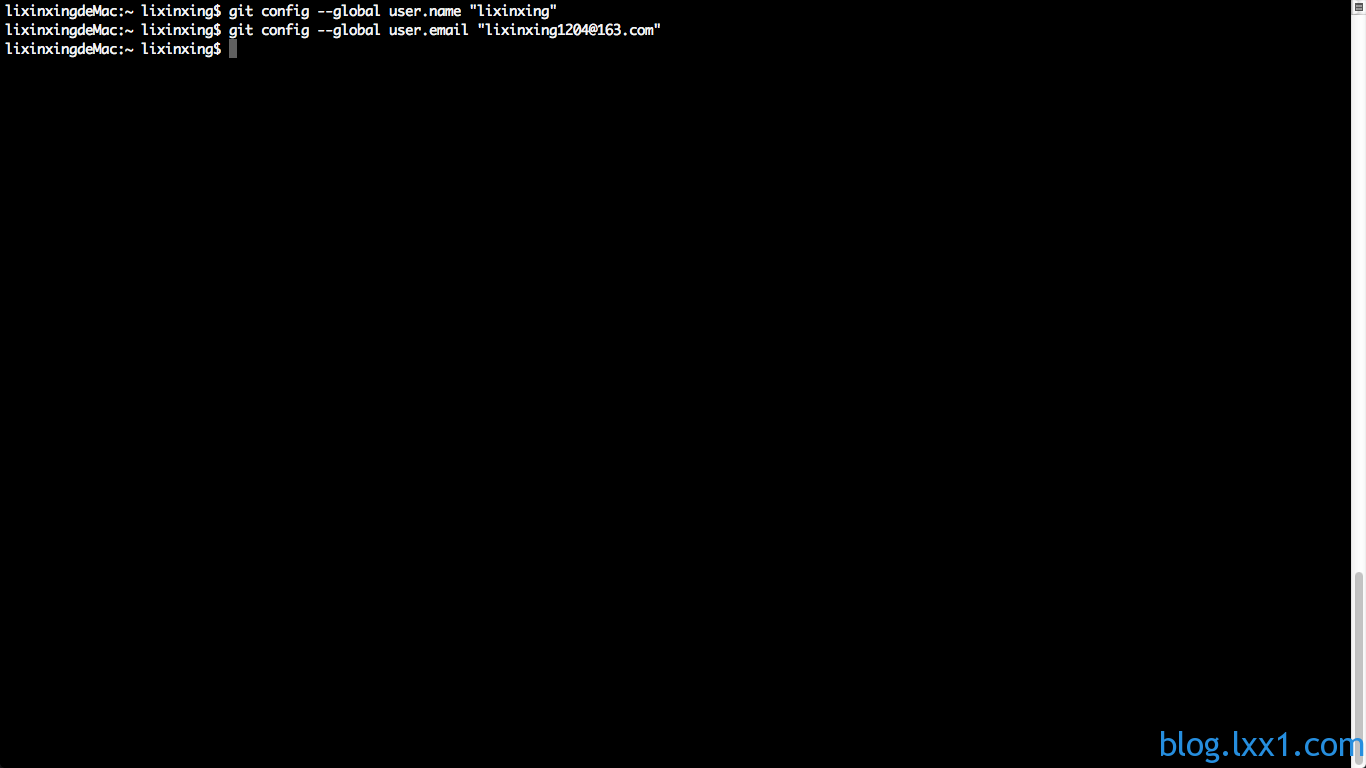 lixinxingdeMac:~ lixinxing$ git config --global user.name "lixinxing"
lixinxingdeMac:~ lixinxing$ git config --global user.email "lixinxing1204@163.com"
lixinxingdeMac:~ lixinxing$
blog.lxx1.com